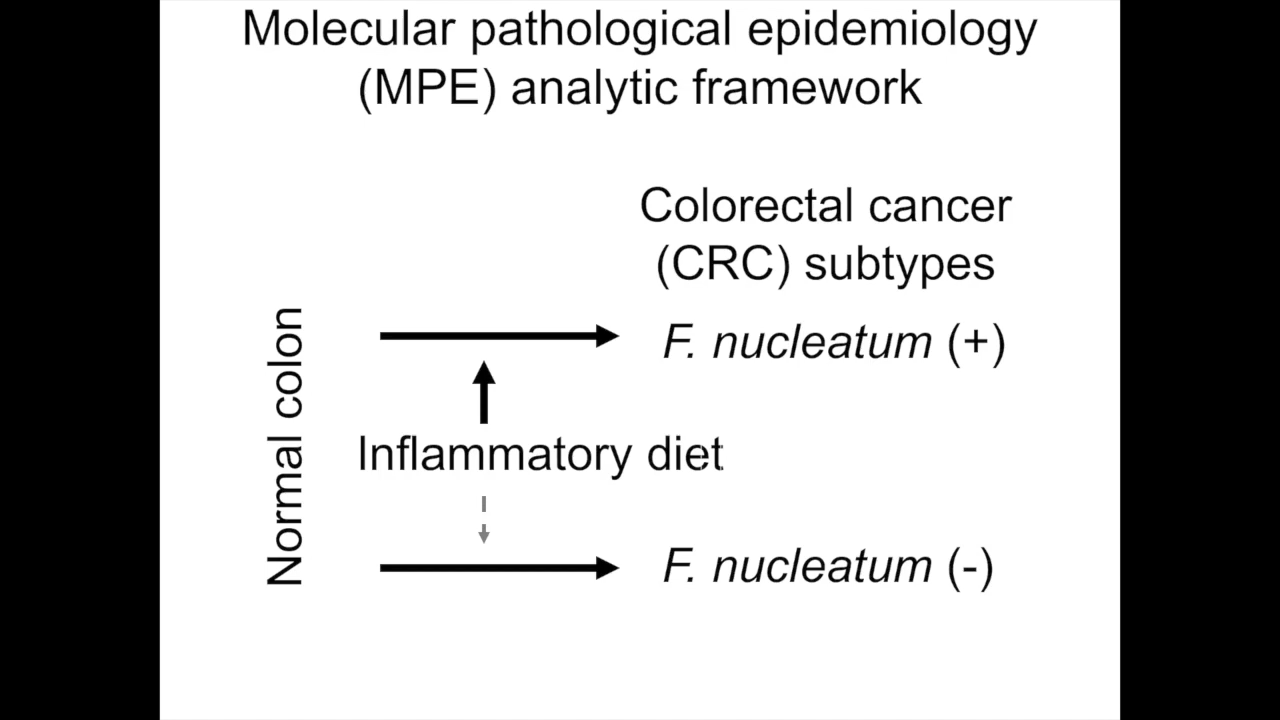 Molecular pathological epidemiology
(MPE) analytic framework
Colorectal cancer
(CRC) subtypes
Normal colon
F. nucleatum (+)
Inflammatory diet
F. nucleatum (-)